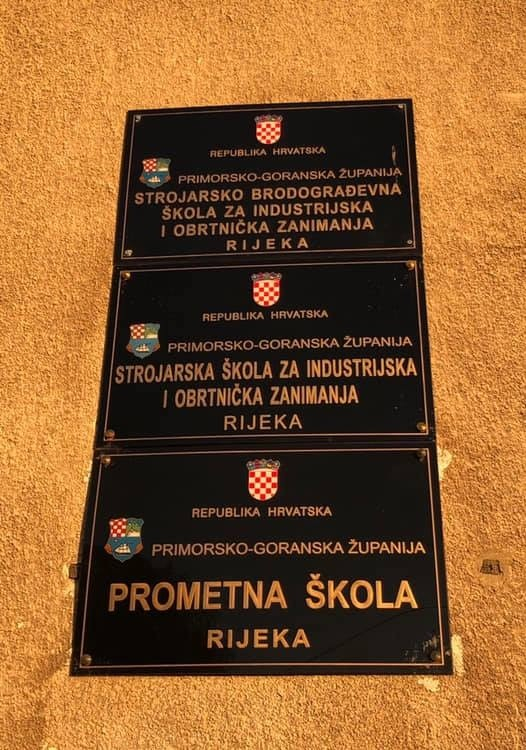 REPUBLIKA HRVATSKA
PRIMORSKO-GORANSKA ŽUPANIJA
STROJARSKO BRODOGRAĐEVNA
ŠKOLA ZA INDUSTRIJSKA
I OBRTNIČKA ZANIMANJA
RIJEKA
REPUBLIKA HRVATSKA
PRIMORSKO-GORANSKA ŽUPANIJA
STROJARSKA ŠKOLA ZA INDUSTRIJSKA
I OBRTNIČKA ZANIMANJA
RIJEKA
REPUBLIKA HRVATSKA
PRIMORSKO-GORANSKA ŽUPANIJA
PROMETNA ŠKOLA
RIJEKA